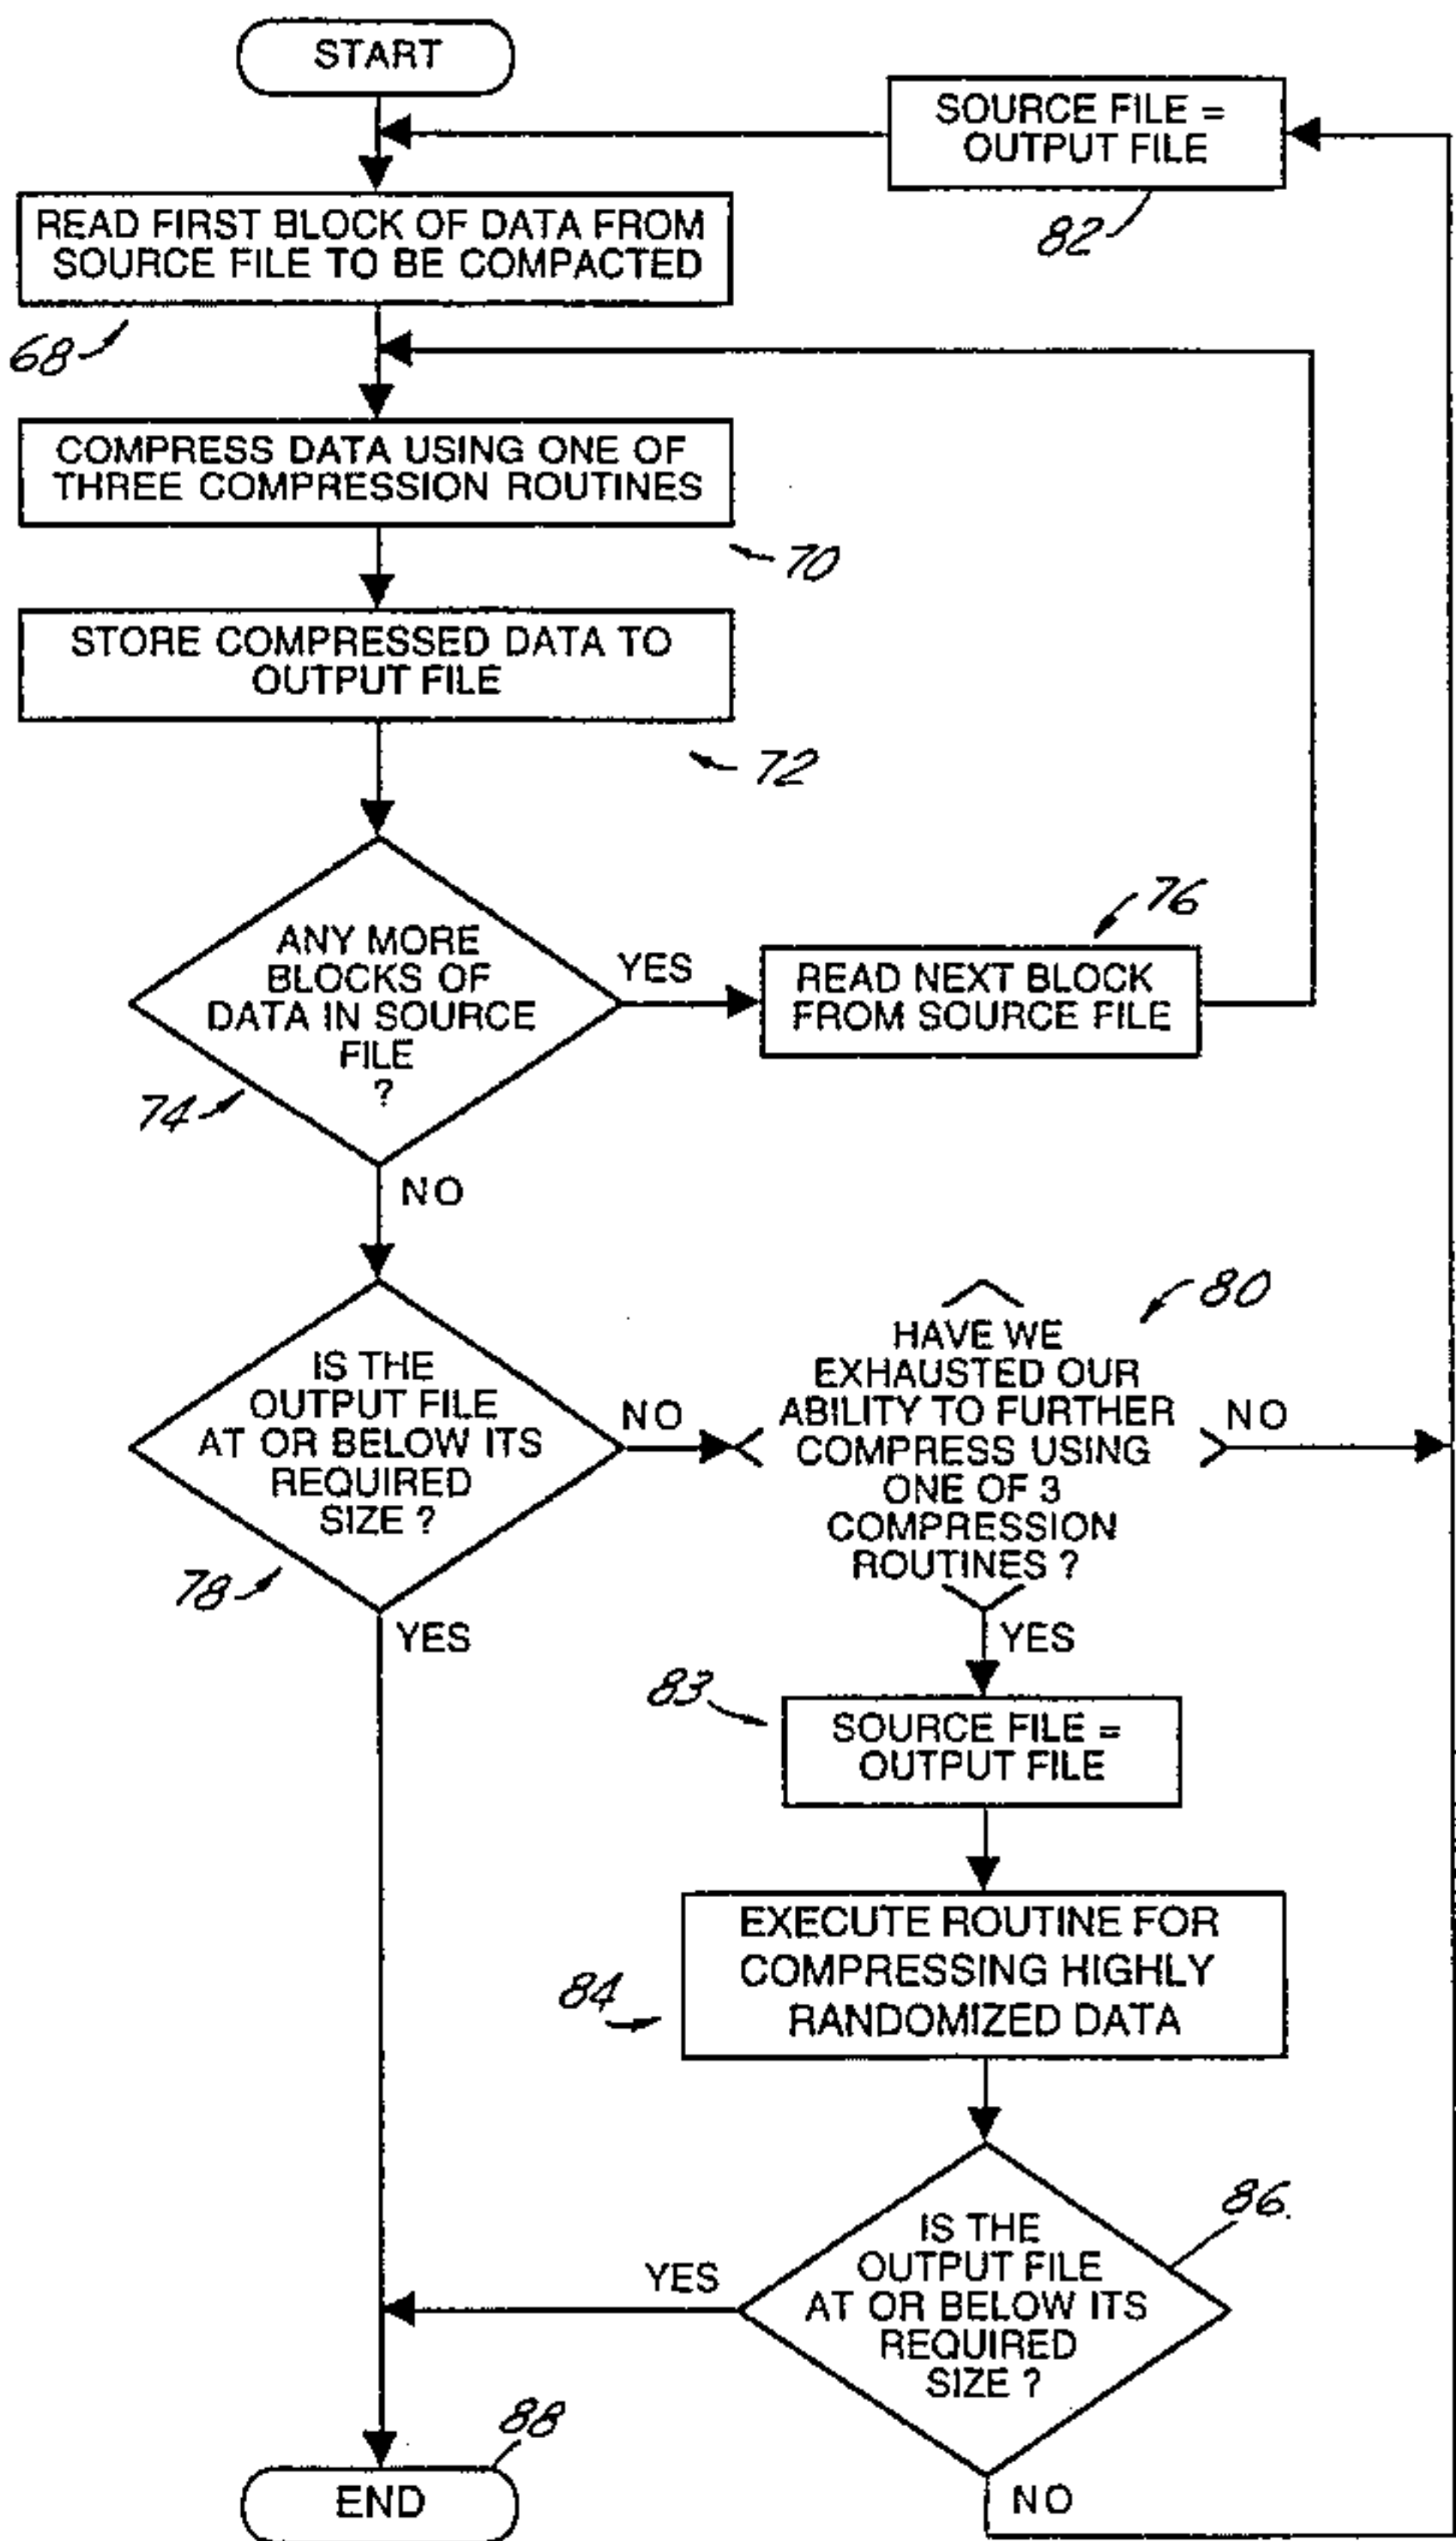 START
SOURCE FILE =
OUTPUT FILE
82
READ FIRST BLOCK OF DATA FROM
SOURCE FILE TO BE COMPACTED
68
COMPRESS DATA USING ONE OF
THREE COMPRESSION ROUTINES
70
STORE COMPRESSED DATA TO
OUTPUT FILE
72
ANY MORE
BLOCKS OF
DATA IN SOURCE
FILE
?
74
YES
76
READ NEXT BLOCK
FROM SOURCE FILE
NO
IS THE
OUTPUT FILE
AT OR BELOW ITS
REQUIRED
SIZE ?
78
NO
80
HAVE WE
EXHAUSTED OUR
ABILITY TO FURTHER
COMPRESS USING
ONE OF 3
COMPRESSION
ROUTINES ?
NO
YES
YES
83
SOURCE FILE =
OUTPUT FILE
84
EXECUTE ROUTINE FOR
COMPRESSING HIGHLY
RANDOMIZED DATA
86.
IS THE
OUTPUT FILE
AT OR BELOW ITS
REQUIRED
SIZE ?
YES
NO
88
END